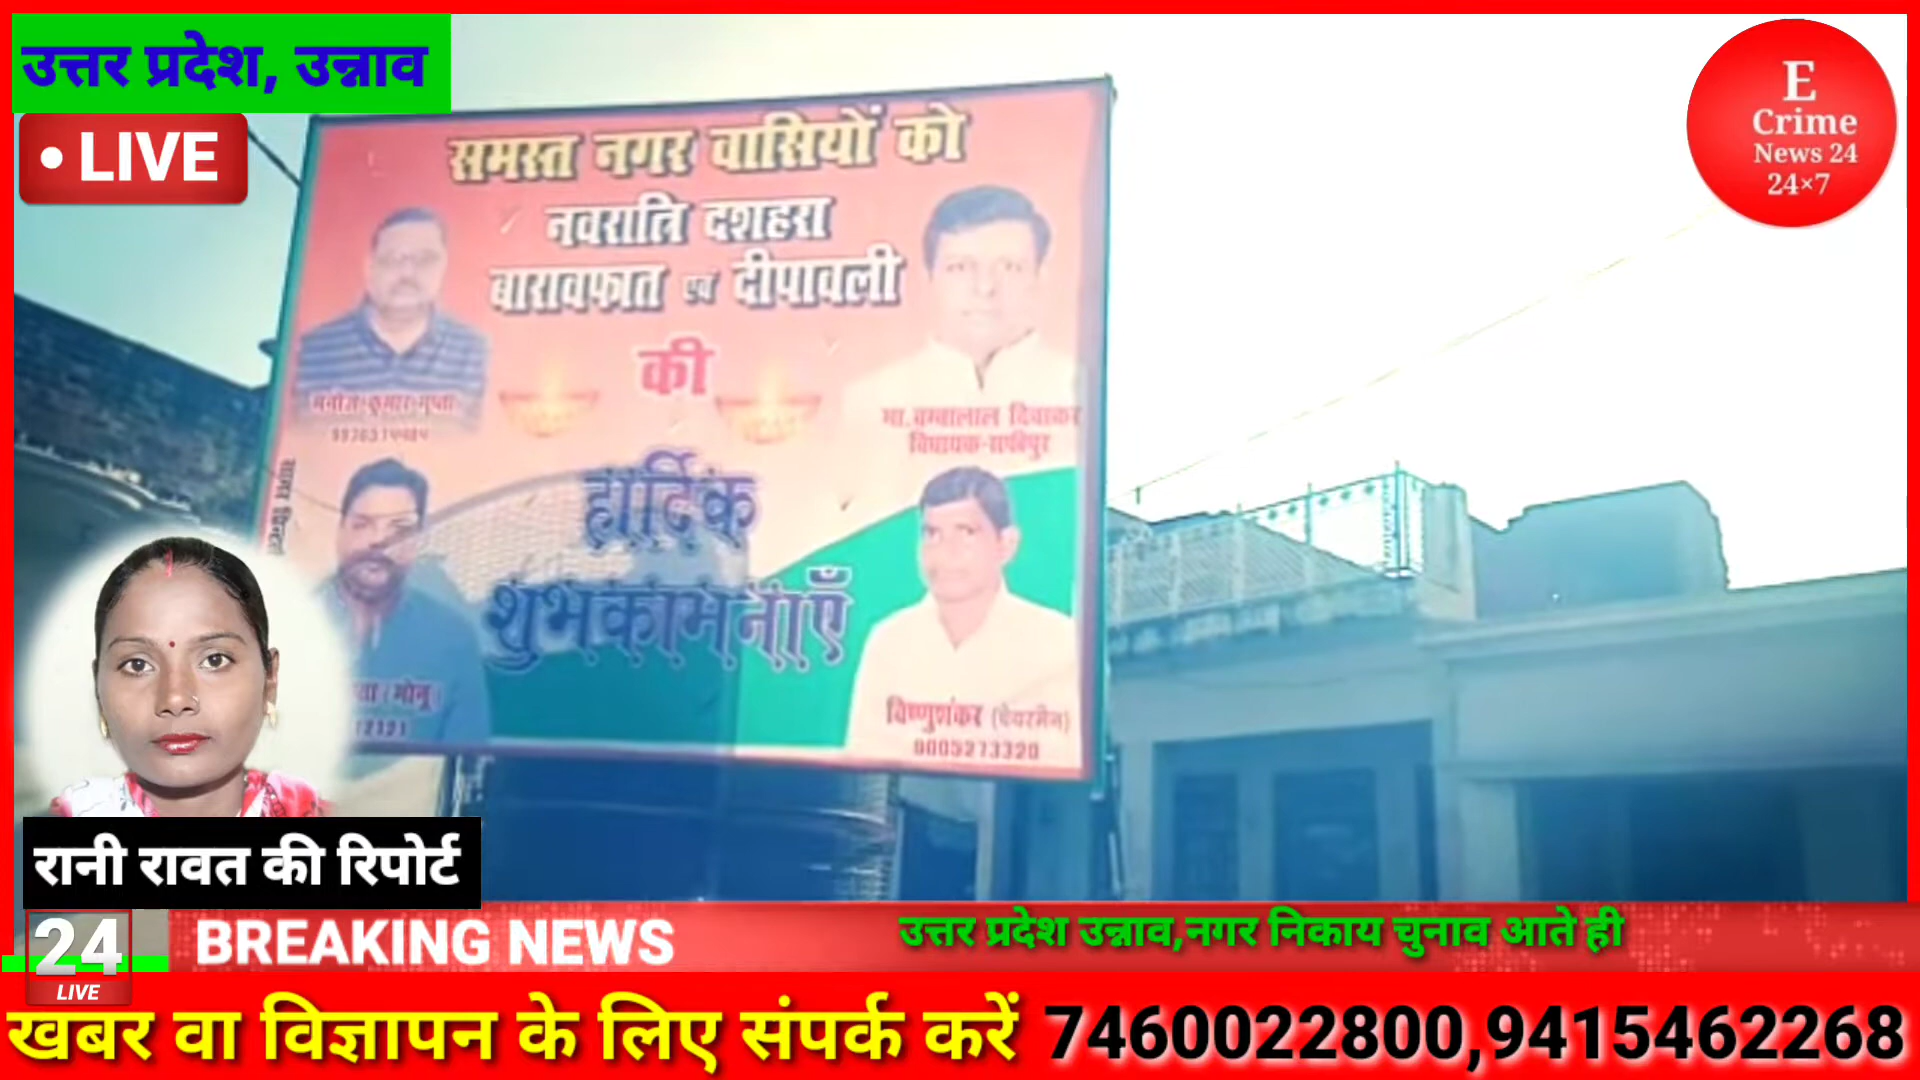 उत्तर प्रदेश, उन्नाव
• LIVE
E
Crime
News 24
24×7
समस्त नगर वासियों को
नवरात्रि दशहरा
बारावफात एवं दीपावली
की
हार्दिक
शुभकामनाएँ
मनोज कुमार गुप्ता
मा. बम्बालाल दिवाकर
विधायक-सफीपुर
(मोनू)
विष्णुशंकर (चेयरमैन)
9005273320
रानी रावत की रिपोर्ट
24
LIVE
BREAKING NEWS
उत्तर प्रदेश उन्नाव,नगर निकाय चुनाव आते ही
खबर वा विज्ञापन के लिए संपर्क करें 7460022800,9415462268